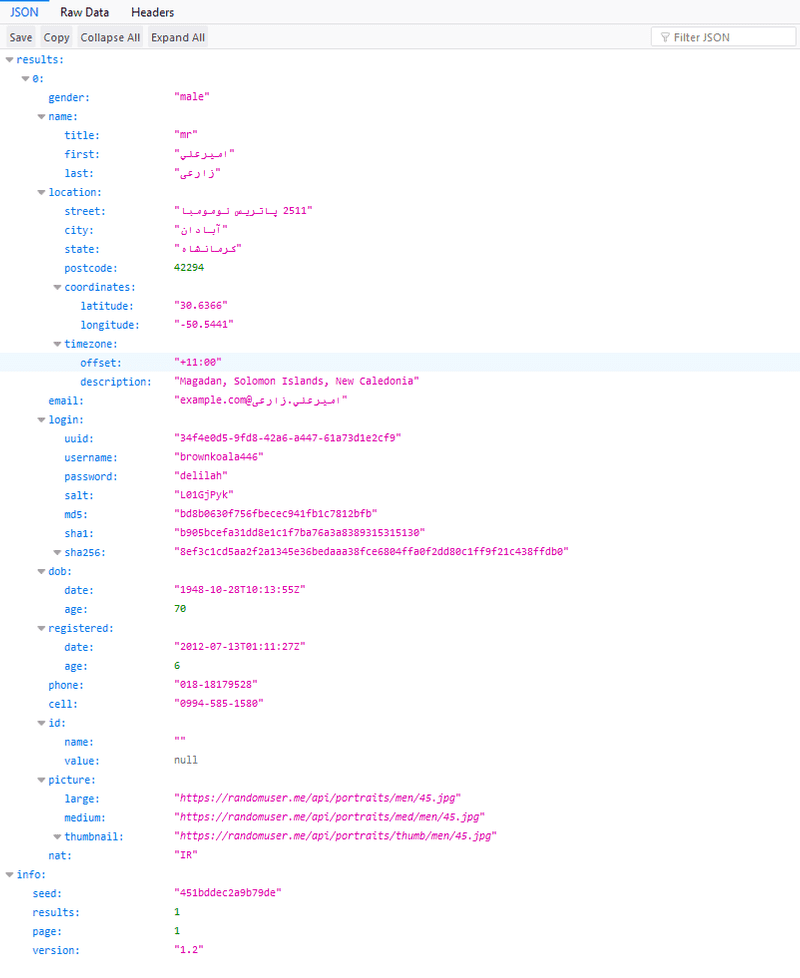 JSON Raw Data Headers
Save Copy Collapse All Expand All Filter JSON
results:
0:
gender: "male"
name:
title: "mr"
first: "امیرعلي"
last: "زارعی"
location:
street: "2511 پاتریس لومومبا"
city: "آبادان"
state: "کرمانشاه"
postcode: 42294
coordinates:
latitude: "30.6366"
longitude: "-50.5441"
timezone:
offset: "+11:00"
description: "Magadan, Solomon Islands, New Caledonia"
email: "امیرعلي.زارعی@example.com"
login:
uuid: "34f4e0d5-9fd8-42a6-a447-61a73d1e2cf9"
username: "brownkoala446"
password: "delilah"
salt: "L01GjPyk"
md5: "bd8b0630f756fbecec941fb1c7812bfb"
sha1: "b905bcefa31dd8e1c1f7ba76a3a8389315315130"
sha256: "8ef3c1cd5aa2f2a1345e36bedaaa38fce6804ffa0f2dd80c1ff9f21c438ffdb0"
dob:
date: "1948-10-28T10:13:55Z"
age: 70
registered:
date: "2012-07-13T01:11:27Z"
age: 6
phone: "018-18179528"
cell: "0994-585-1580"
id:
name: ""
value: null
picture:
large: "https://randomuser.me/api/portraits/men/45.jpg"
medium: "https://randomuser.me/api/portraits/med/men/45.jpg"
thumbnail: "https://randomuser.me/api/portraits/thumb/men/45.jpg"
nat: "IR"
info:
seed: "451bddec2a9b79de"
results: 1
page: 1
version: "1.2"